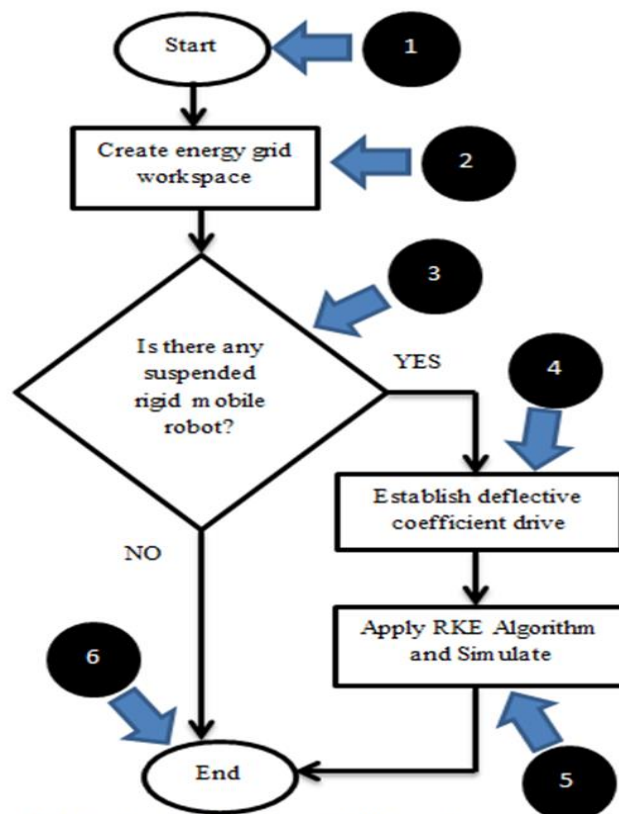 Start
1
Create energy grid
workspace
2
3
Is there any
suspended
rigid mobile
robot?
YES
4
Establish deflective
coefficient drive
NO
Apply RKE Algorithm
and Simulate
6
End
5